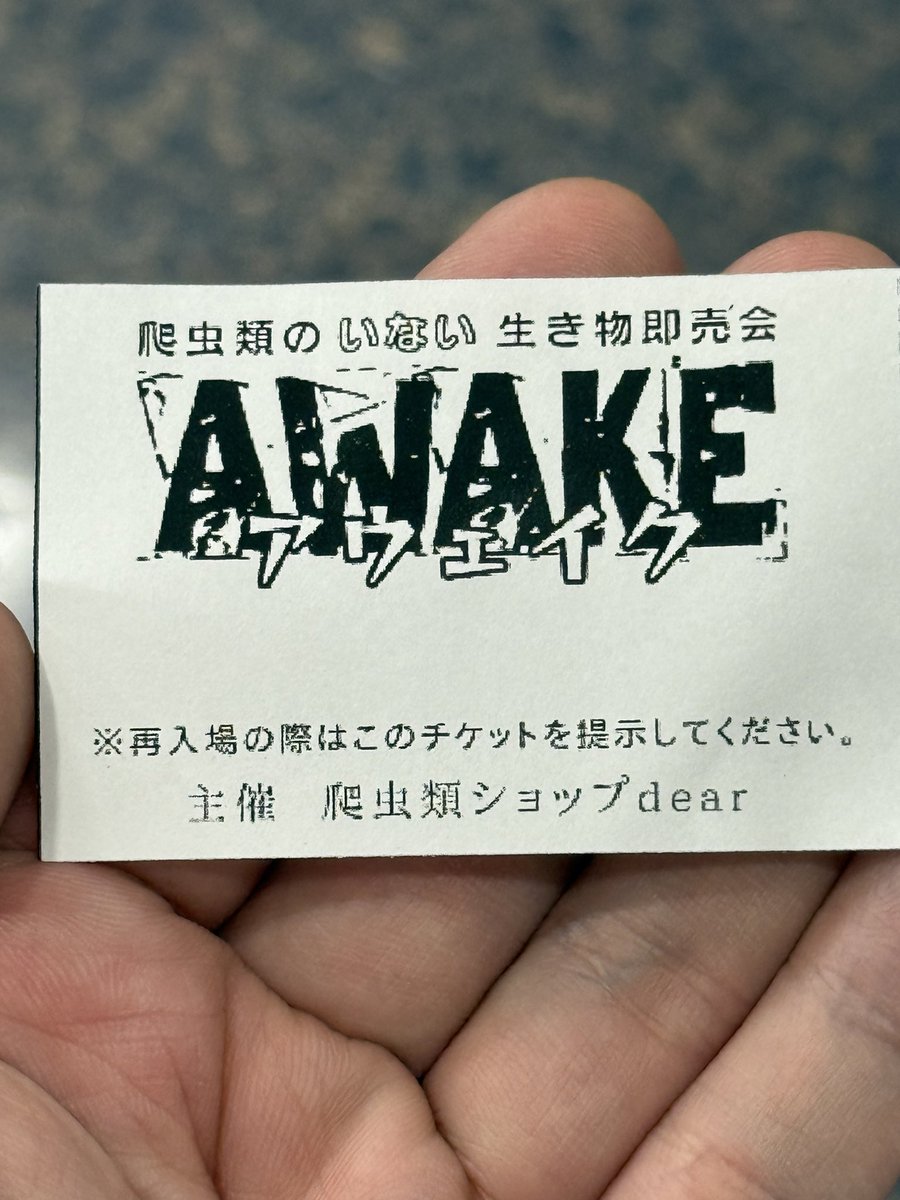 爬虫類のいない生き物即売会
AWAKE
アウェイク
※再入場の際はこのチケットを提示してください。
主催 爬虫類ショップdear